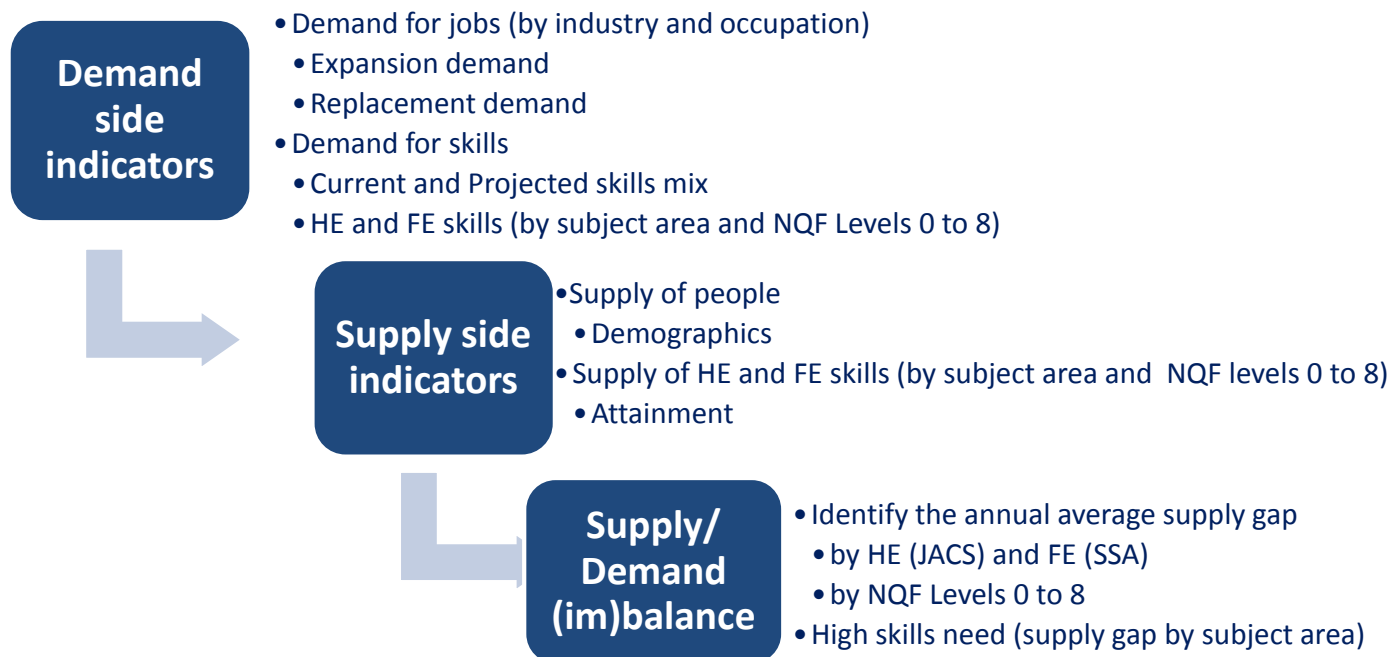 Demand
side
indicators
• Demand for jobs (by industry and occupation)
• Expansion demand
• Replacement demand
• Demand for skills
• Current and Projected skills mix
• HE and FE skills (by subject area and NQF Levels 0 to 8)
Supply side
indicators
•Supply of people
• Demographics
• Supply of HE and FE skills (by subject area and  NQF levels 0 to 8)
• Attainment
Supply/
Demand
(im)balance
• Identify the annual average supply gap
• by HE (JACS) and FE (SSA)
• by NQF Levels 0 to 8
• High skills need (supply gap by subject area)